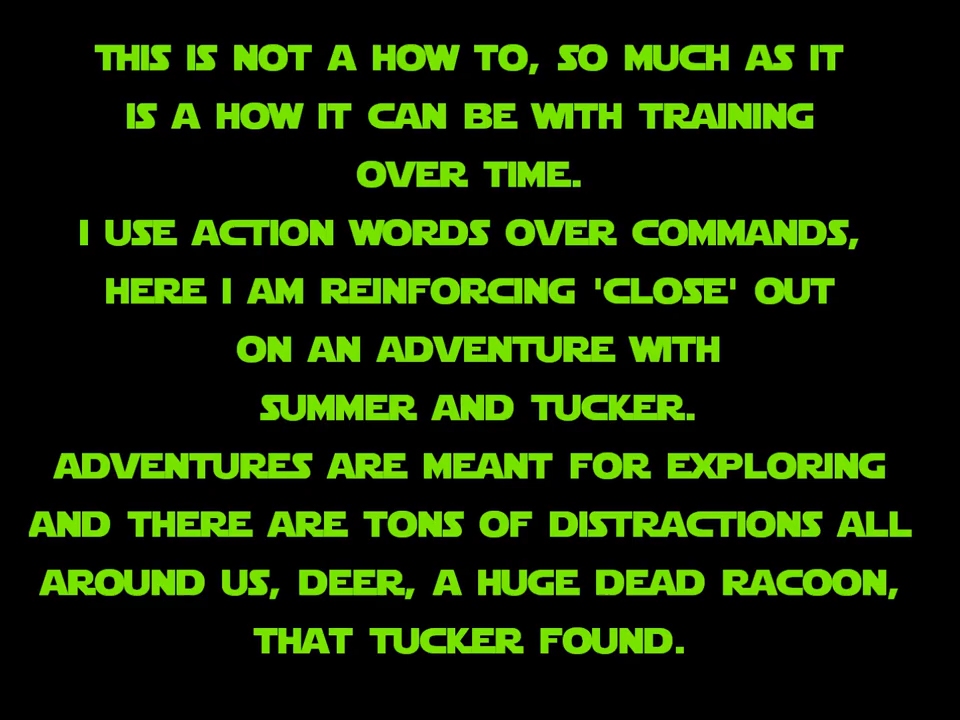 THIS IS NOT A HOW TO, SO MUCH AS IT
IS A HOW IT CAN BE WITH TRAINING
OVER TIME.
I USE ACTION WORDS OVER COMMANDS,
HERE I AM REINFORCING 'CLOSE' OUT
ON AN ADVENTURE WITH
SUMMER AND TUCKER.
ADVENTURES ARE MEANT FOR EXPLORING
AND THERE ARE TONS OF DISTRACTIONS ALL
AROUND US, DEER, A HUGE DEAD RACOON,
THAT TUCKER FOUND.